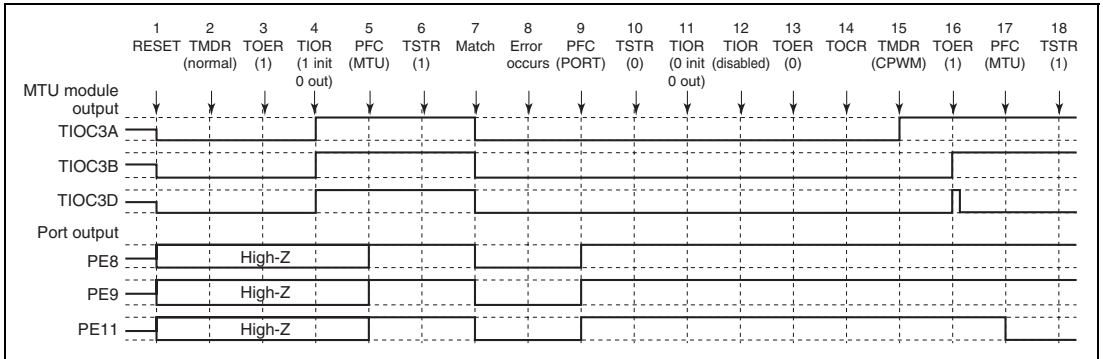 1 2 3 4 5 6 7 8 9 10 11 12 13 14 15 16 17 18
RESET TMDR TOER TIOR PFC TSTR Match Error PFC TSTR TIOR TIOR TOER TOCR TMDR TOER PFC TSTR
(normal) (1) (1 init (MTU) (1) occurs (PORT) (0) (0 init (disabled) (0) (CPWM) (1) (MTU) (1)
0 out) 0 out)
MTU module
output
TIOC3A
TIOC3B
TIOC3D
Port output
PE8 High-Z
PE9 High-Z
PE11 High-Z